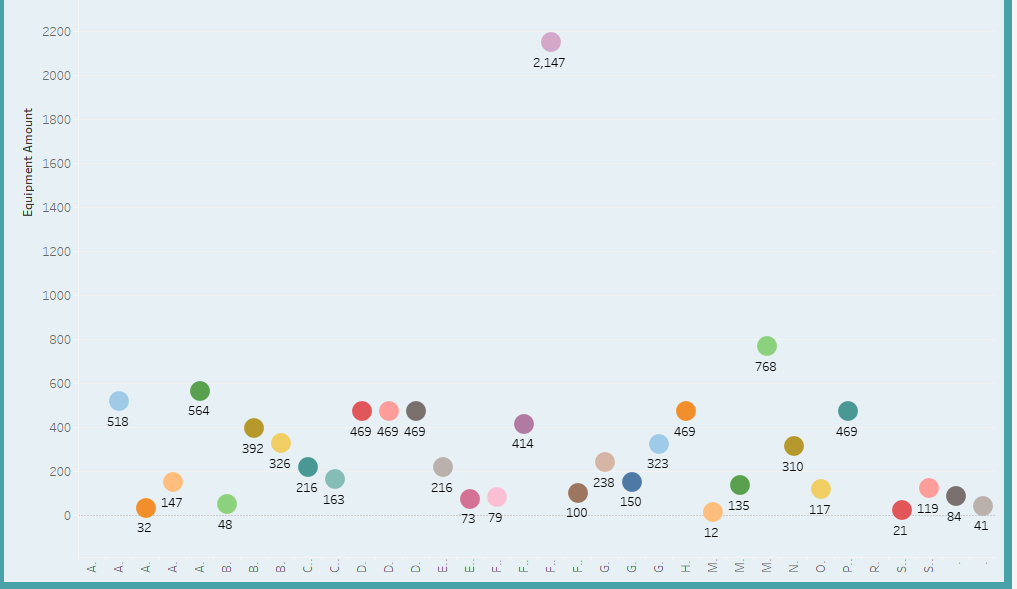 Equipment Amount
2200
2000
1800
1600
1400
1200
1000
800
600
400
200
0
518
32
147
564
48
392
326
216
163
469
469
469
216
73
79
414
2,147
100
238
150
323
469
12
135
768
310
117
469
21
119
84
41
A.
A.
A.
A.
A.
B.
B.
B.
C..
C..
D.
D.
D.
E..
E..
F..
F..
F..
F..
G.
G.
G.
H.
M.
M.
M.
N.
O.
P..
R.
S..
S..